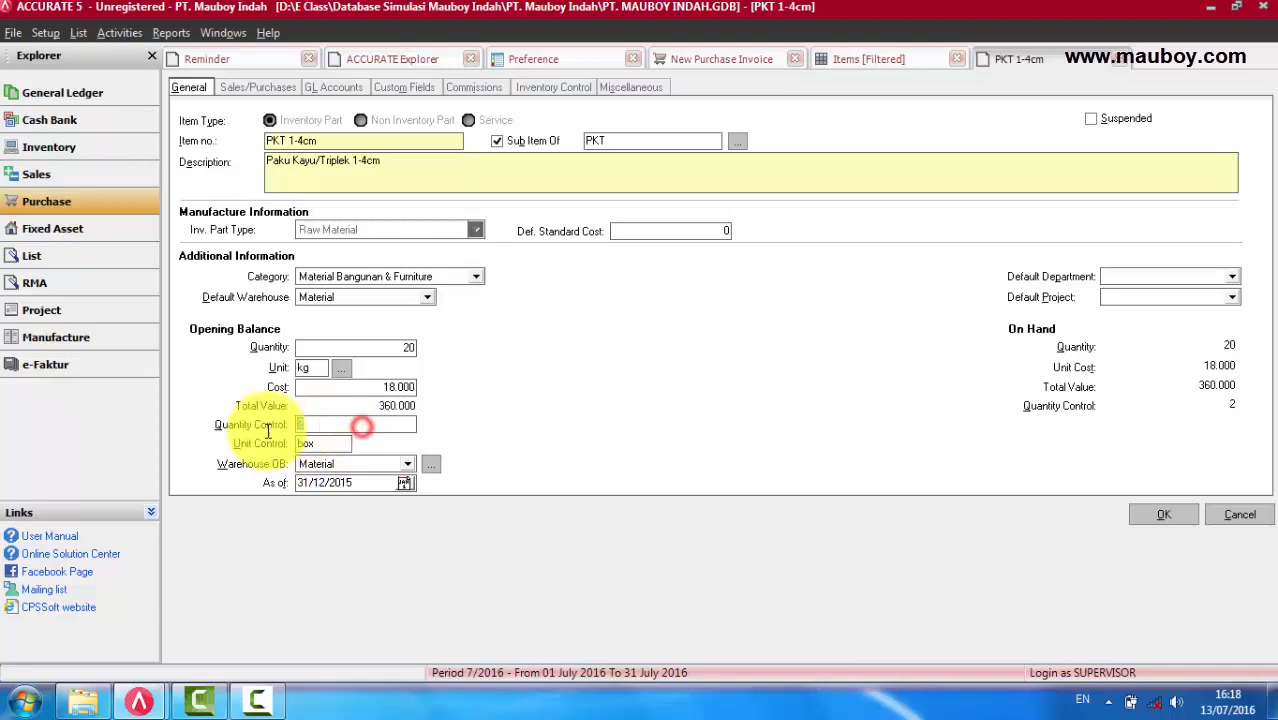 ACCURATE 5 - Unregistered - PT. Mauboy Indah [D:\E Class\Database Simulasi Mauboy Indah\PT. Mauboy Indah\PT. MAUBOY INDAH.GDB] - [PKT 1-4cm]
File Setup List Activities Reports Windows Help
www.mauboy.com
Explorer
Reminder ACCURATE Explorer Preference New Purchase Invoice Items [Filtered] PKT 1-4cm
General Sales/Purchases GL Accounts Custom Fields Commissions Inventory Control Miscellaneous
General Ledger
Cash Bank
Inventory
Sales
Purchase
Fixed Asset
List
RMA
Project
Manufacture
e-Faktur
Item Type: Inventory Part Non Inventory Part Service Suspended
Item no.: PKT 1-4cm Sub Item Of PKT ...
Description: Paku Kayu/Triplek 1-4cm
Manufacture Information
Inv. Part Type: Raw Material Def. Standard Cost: 0
Additional Information
Category: Material Bangunan & Furniture Default Department:
Default Warehouse Material Default Project:
Opening Balance On Hand
Quantity: 20 Quantity: 20
Unit: kg ... Unit Cost: 18.000
Cost: 18.000 Total Value: 360.000
Total Value: 360.000 Quantity Control: 2
Quantity Control:
Unit Control: box
Warehouse OB: Material ...
As of: 31/12/2015
OK Cancel
Links
User Manual
Online Solution Center
Facebook Page
Mailing list
CPSSoft website
Period 7/2016 - From 01 July 2016 To 31 July 2016 Login as SUPERVISOR
EN 16:18
13/07/2016